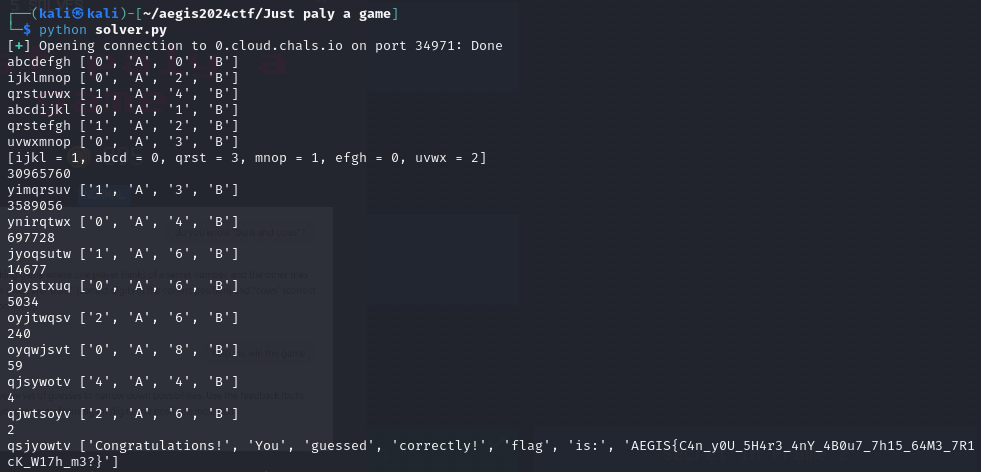 ┌──(kali㉿kali)-[~/aegis2024ctf/Just paly a game]
└─$ python solver.py
[+] Opening connection to 0.cloud.chals.io on port 34971: Done
abcdefgh ['0', 'A', '0', 'B']
ijklmnop ['0', 'A', '2', 'B']
qrstuvwx ['1', 'A', '4', 'B']
abcdijkl ['0', 'A', '1', 'B']
qrstefgh ['1', 'A', '2', 'B']
uvwxmnop ['0', 'A', '3', 'B']
[ijkl = 1, abcd = 0, qrst = 3, mnop = 1, efgh = 0, uvwx = 2]
30965760
yimqrsuv ['1', 'A', '3', 'B']
3589056
ynirqtwx ['0', 'A', '4', 'B']
697728
jyoqsutw ['1', 'A', '6', 'B']
14677
joystxuq ['0', 'A', '6', 'B']
5034
oyjtwqsv ['2', 'A', '6', 'B']
240
oyqwjsvt ['0', 'A', '8', 'B']
59
qjsywotv ['4', 'A', '4', 'B']
4
qjwtsoyv ['2', 'A', '6', 'B']
2
qsjyowtv ['Congratulations!', 'You', 'guessed', 'correctly!', 'flag', 'is:', 'AEGIS{C4n_y0U_5H4r3_4nY_4B0u7_7h15_64M3_7R1
cK_W17h_m3?}']